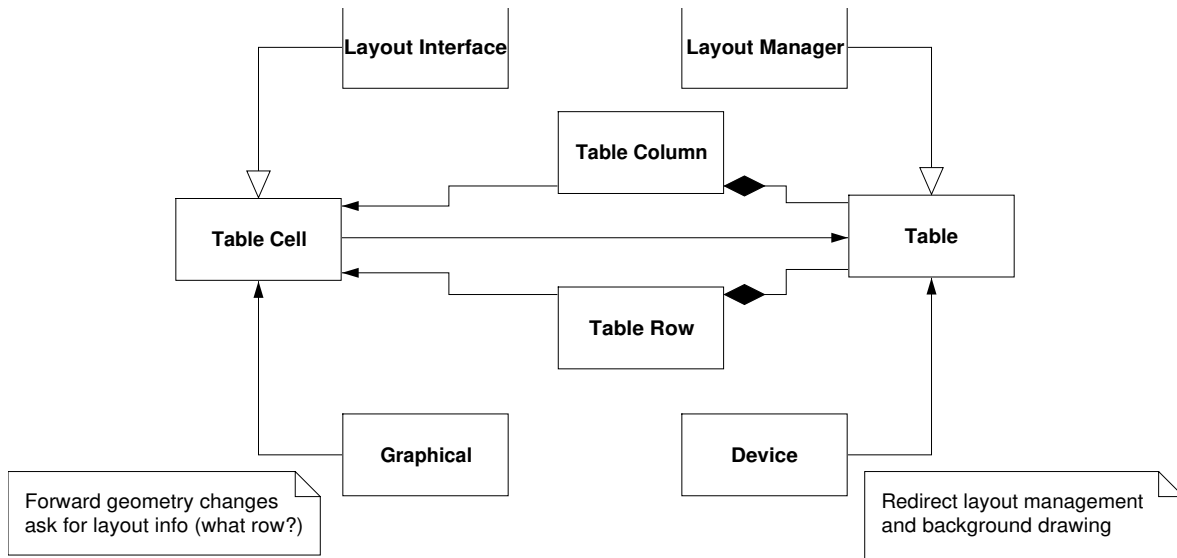 Layout Interface
Layout Manager
Table Column
Table Cell
Table
Table Row
Graphical
Device
Forward geometry changes
ask for layout info (what row?)
Redirect layout management
and background drawing